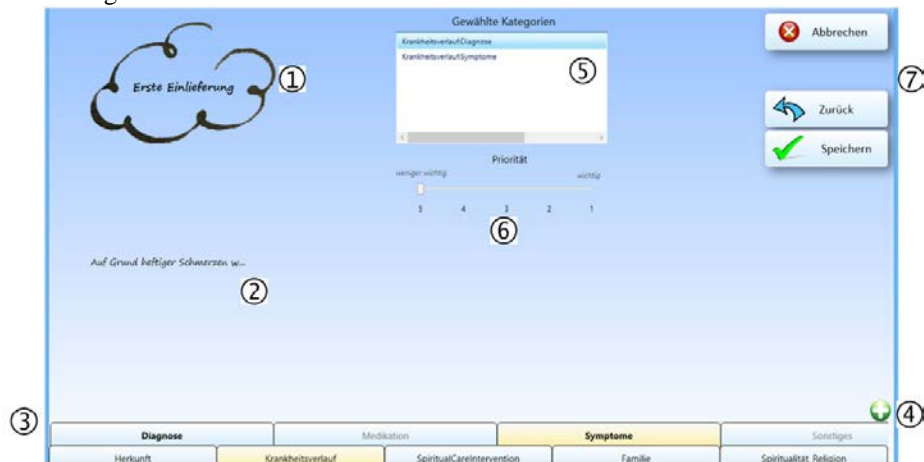 Gewählte Kategorien
KrankheitsverlaufDiagnose
KrankheitsverlaufSymptome
Erste Einlieferung
①
⑤
Abbrechen
⑦
Zurück
Speichern
Priorität
weniger wichtig wichtig
5 4 3 2 1
⑥
Auf Grund heftiger Schmerzen w...
②
③
④
Diagnose Medikation Symptome Sonstiges
Herkunft Krankheitsverlauf SpiritualCareIntervention Familie Spiritualität Religion